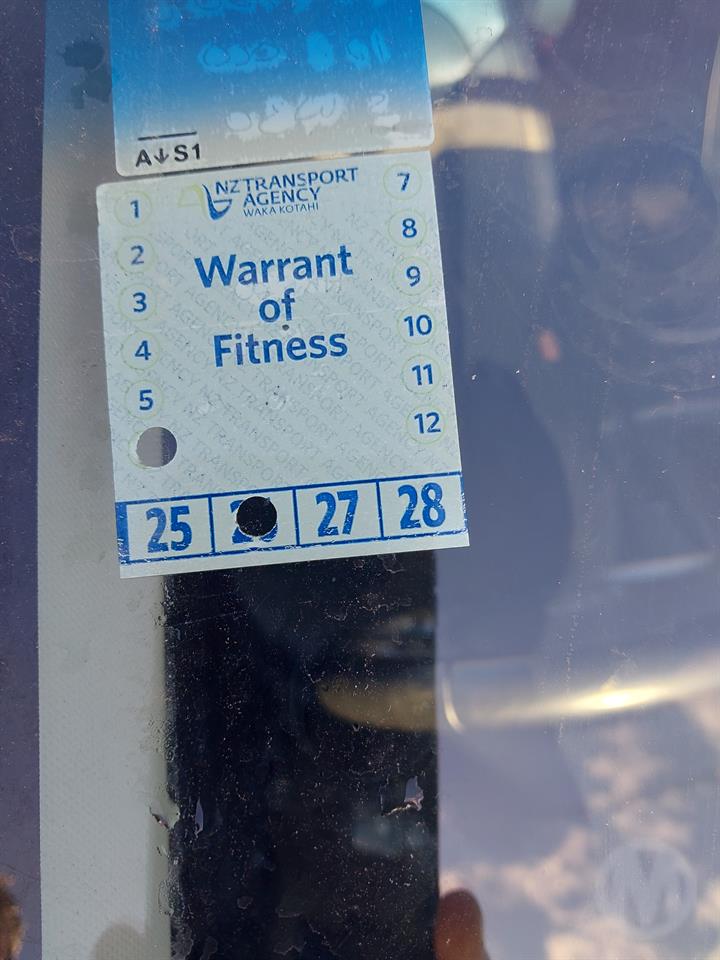 A↓S1
NZ TRANSPORT
AGENCY
WAKA KOTAHI
Warrant
of
Fitness
1
2
3
4
5
7
8
9
10
11
12
25 27 28